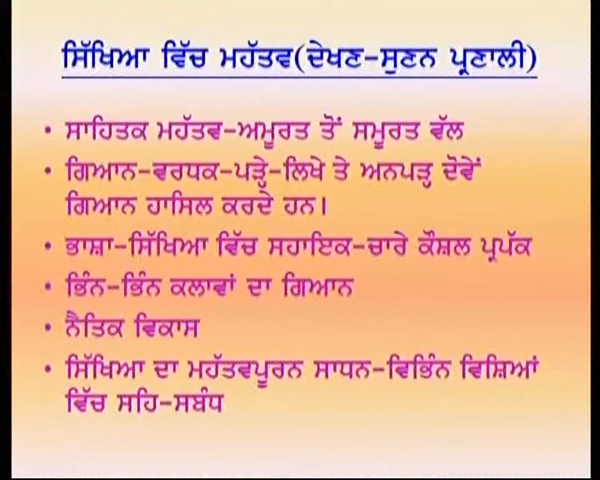 ਸਿੱਖਿਆ ਵਿੱਚ ਮਹੱਤਵ(ਦੇਖਣ-ਸੁਣਨ ਪ੍ਰਣਾਲੀ)
• ਸਾਹਿਤਕ ਮਹੱਤਵ-ਅਮੂਰਤ ਤੋਂ ਸਮੂਰਤ ਵੱਲ
• ਗਿਆਨ-ਵਰਧਕ-ਪੜ੍ਹੇ-ਲਿਖੇ ਤੇ ਅਨਪੜ੍ਹ ਦੋਵੇਂ
ਗਿਆਨ ਹਾਸਿਲ ਕਰਦੇ ਹਨ।
• ਭਾਸ਼ਾ-ਸਿੱਖਿਆ ਵਿੱਚ ਸਹਾਇਕ-ਚਾਰੇ ਕੌਸ਼ਲ ਪ੍ਰਪੱਕ
• ਭਿੰਨ-ਭਿੰਨ ਕਲਾਵਾਂ ਦਾ ਗਿਆਨ
• ਨੈਤਿਕ ਵਿਕਾਸ
• ਸਿੱਖਿਆ ਦਾ ਮਹੱਤਵਪੂਰਨ ਸਾਧਨ-ਵਿਭਿੰਨ ਵਿਸ਼ਿਆਂ
ਵਿੱਚ ਸਹਿ-ਸਬੰਧ